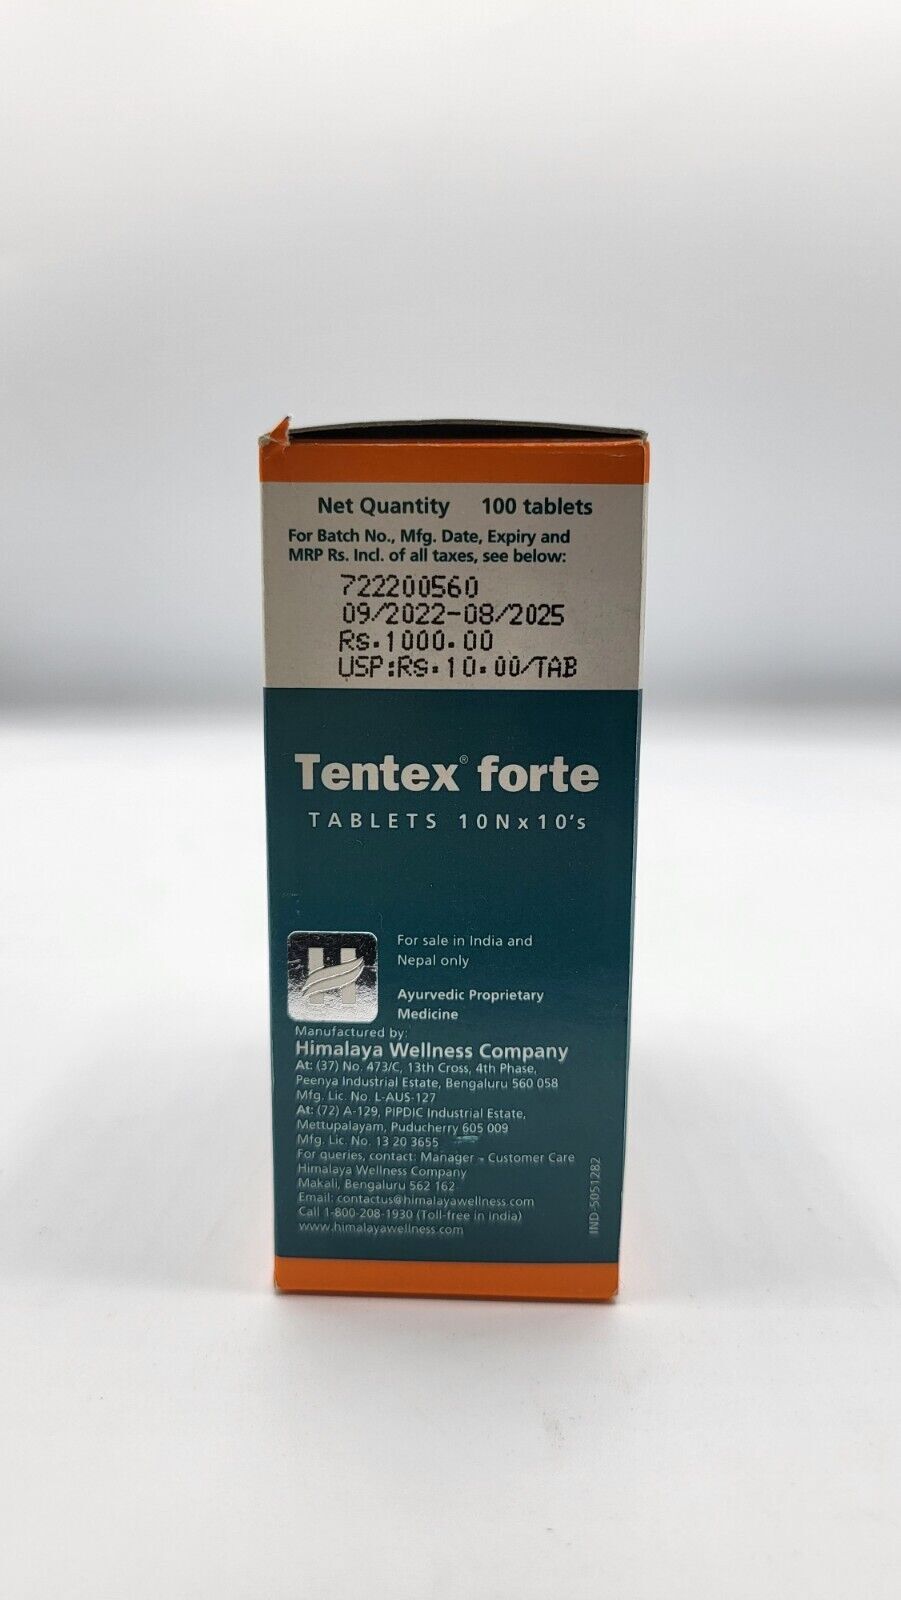 Net Quantity 100 tablets
For Batch No., Mfg. Date, Expiry and
MRP Rs. Incl. of all taxes, see below:
722200560
09/2022-08/2025
Rs.1000.00
USP:Rs.10.00/TAB
Tentex® forte
TABLETS 10Nx10's
H
For sale in India and
Nepal only
Ayurvedic Proprietary
Medicine
Manufactured by:
Himalaya Wellness Company
At: (37) No. 473/C, 13th Cross, 4th Phase,
Peenya Industrial Estate, Bengaluru 560 058
Mfg. Lic. No. L-AUS-127
At: (72) A-129, PIPDIC Industrial Estate,
Mettupalayam, Puducherry 605 009
Mfg. Lic. No. 13 20 3655
For queries, contact: Manager - Customer Care
Himalaya Wellness Company
Makali, Bengaluru 562 162
Email: contactus@himalayawellness.com
Call 1-800-208-1930 (Toll-free in India)
www.himalayawellness.com
IND-5051282